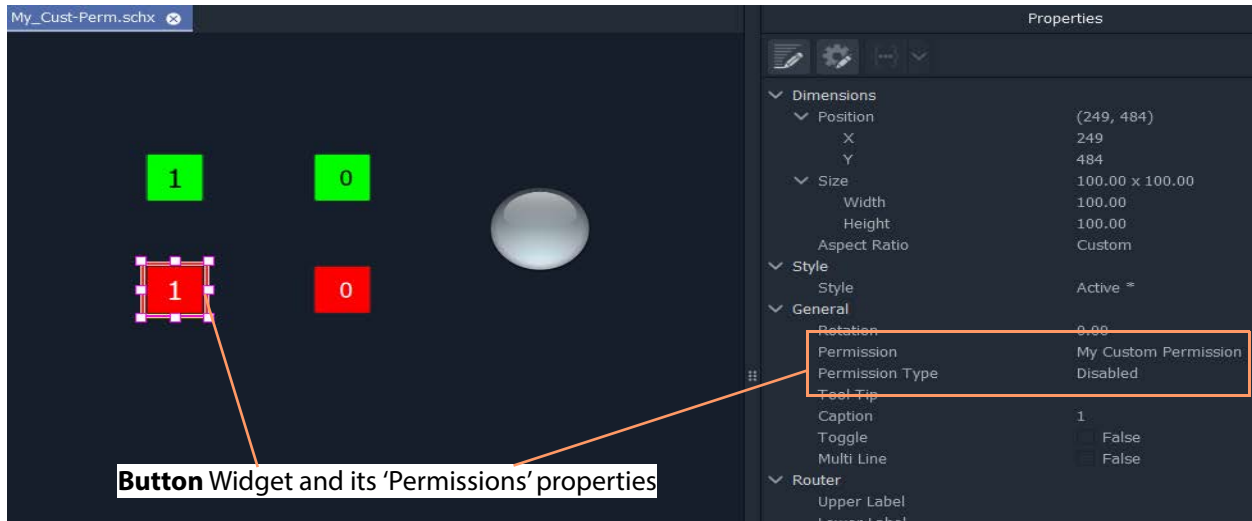 My_Cust-Perm.schx
Properties
Dimensions
Position (249, 484)
X 249
Y 484
Size 100.00 x 100.00
Width 100.00
Height 100.00
Aspect Ratio Custom
Style
Style Active *
General
Rotation 0.00
Permission My Custom Permission
Permission Type Disabled
Tool Tip
Caption 1
Toggle False
Multi Line False
Router
Upper Label
Lower Label
1 0
1 0
Button Widget and its ‘Permissions’ properties